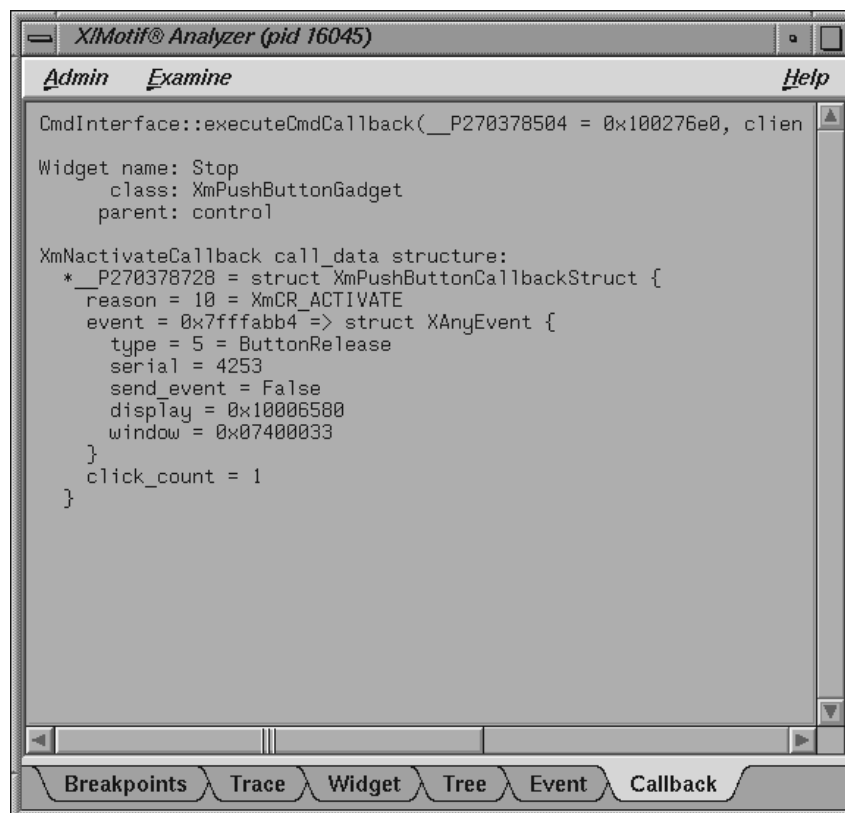 X/Motif® Analyzer (pid 16045)
Admin Examine Help
CmdInterface::executeCmdCallback(__P270378504 = 0x100276e0, clien
Widget name: Stop
class: XmPushButtonGadget
parent: control
XmNactivateCallback call_data structure:
*__P270378728 = struct XmPushButtonCallbackStruct {
reason = 10 = XmCR_ACTIVATE
event = 0x7fffabb4 => struct XAnyEvent {
type = 5 = ButtonRelease
serial = 4253
send_event = False
display = 0x10006580
window = 0x07400033
}
click_count = 1
}
Breakpoints Trace Widget Tree Event Callback